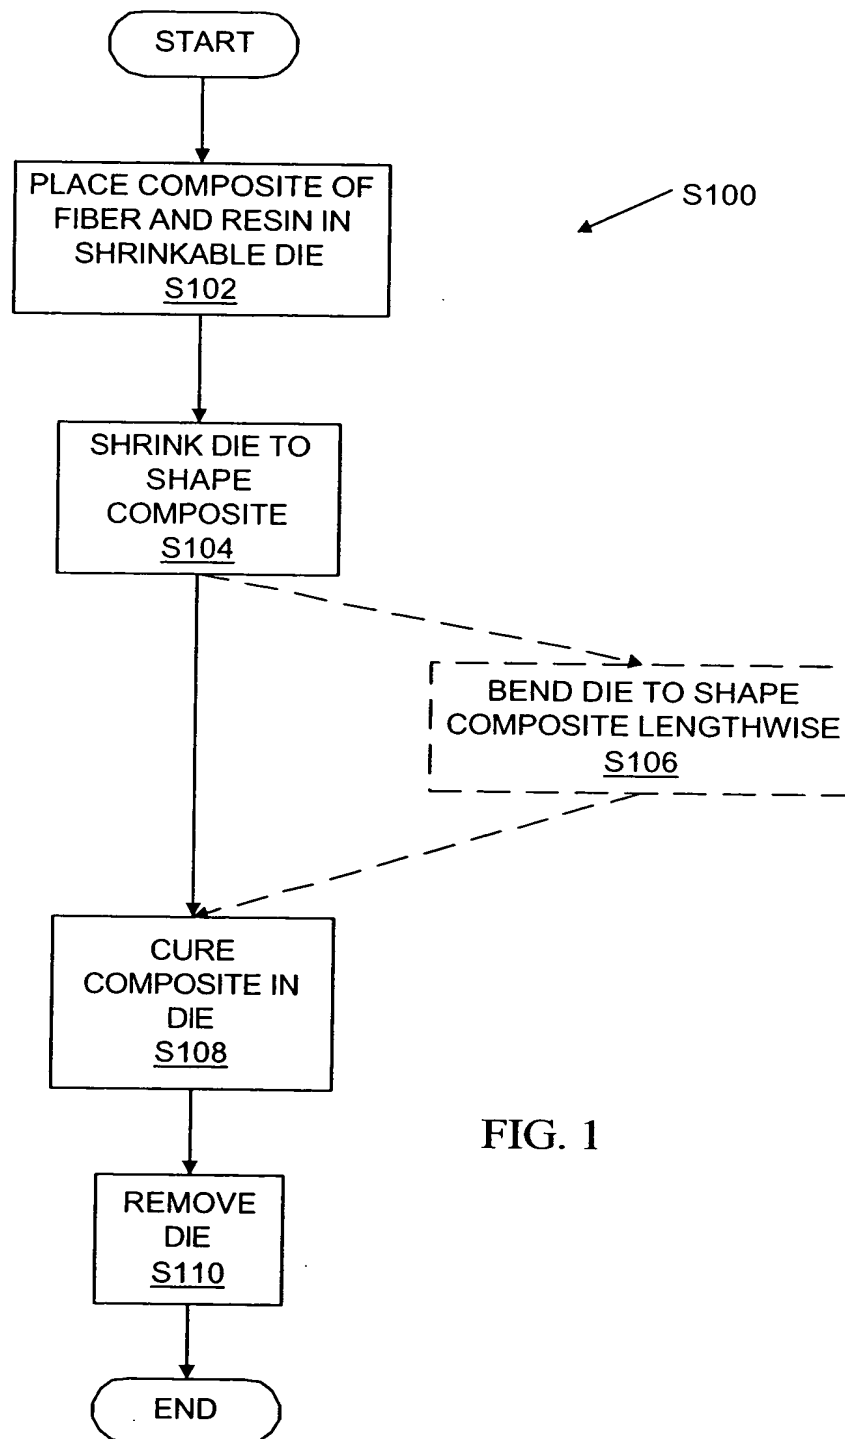 START
PLACE COMPOSITE OF
FIBER AND RESIN IN
SHRINKABLE DIE
S102
S100
SHRINK DIE TO
SHAPE
COMPOSITE
S104
BEND DIE TO SHAPE
COMPOSITE LENGTHWISE
S106
CURE
COMPOSITE IN
DIE
S108
FIG. 1
REMOVE
DIE
S110
END